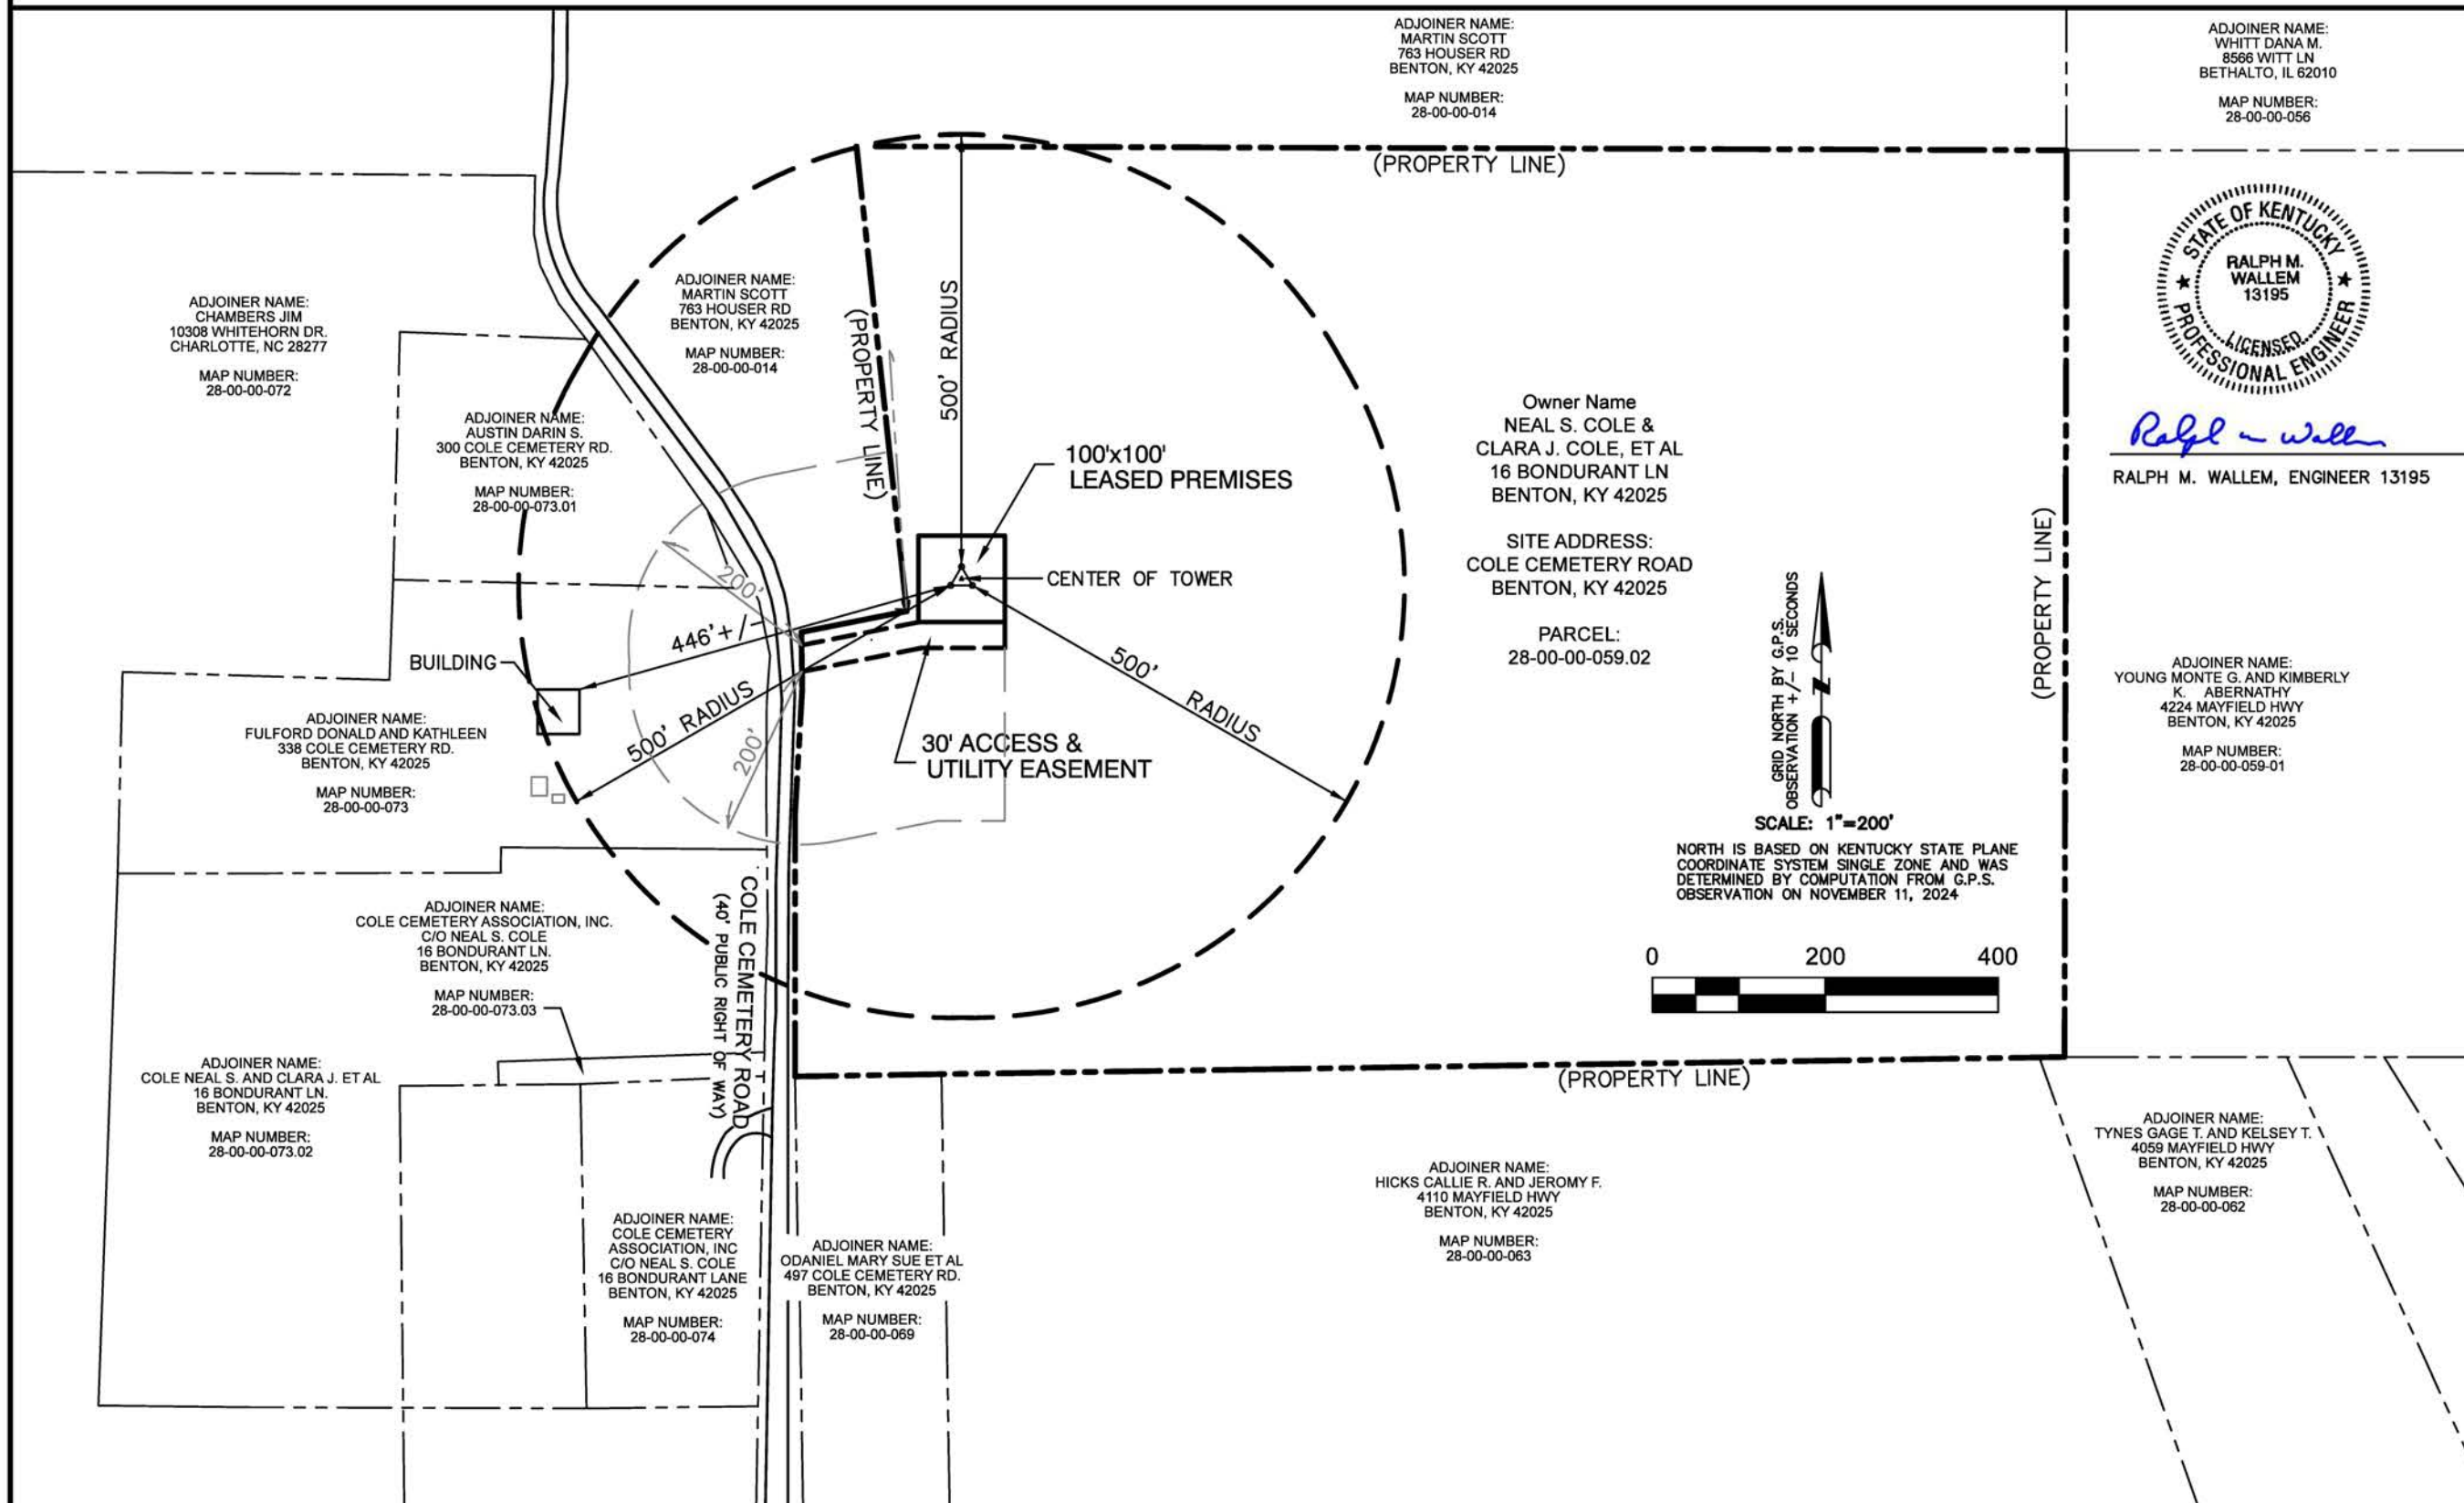 ADJOINER NAME:
MARTIN SCOTT
763 HOUSER RD
BENTON, KY 42025
MAP NUMBER:
28-00-00-014
ADJOINER NAME:
WHITT DANA M.
8566 WITT LN
BETHALTO, IL 62010
MAP NUMBER:
28-00-00-056
(PROPERTY LINE)
STATE OF KENTUCKY
RALPH M.
WALLEM
13195
LICENSED
PROFESSIONAL ENGINEER
Ralph m Wallem
RALPH M. WALLEM, ENGINEER 13195
ADJOINER NAME:
CHAMBERS JIM
10308 WHITEHORN DR.
CHARLOTTE, NC 28277
MAP NUMBER:
28-00-00-072
ADJOINER NAME:
MARTIN SCOTT
763 HOUSER RD
BENTON, KY 42025
MAP NUMBER:
28-00-00-014
(PROPERTY LINE)
500' RADIUS
ADJOINER NAME:
AUSTIN DARIN S.
300 COLE CEMETERY RD.
BENTON, KY 42025
MAP NUMBER:
28-00-00-073.01
100'x100'
LEASED PREMISES
CENTER OF TOWER
Owner Name
NEAL S. COLE &
CLARA J. COLE, ET AL
16 BONDURANT LN
BENTON, KY 42025
SITE ADDRESS:
COLE CEMETERY ROAD
BENTON, KY 42025
PARCEL:
28-00-00-059.02
(PROPERTY LINE)
200'
446'+/-
BUILDING
500' RADIUS
200'
500' RADIUS
30' ACCESS &
UTILITY EASEMENT
ADJOINER NAME:
FULFORD DONALD AND KATHLEEN
338 COLE CEMETERY RD.
BENTON, KY 42025
MAP NUMBER:
28-00-00-073
GRID NORTH BY G.P.S.
OBSERVATION +/- 10 SECONDS
N
SCALE: 1"=200'
NORTH IS BASED ON KENTUCKY STATE PLANE
COORDINATE SYSTEM SINGLE ZONE AND WAS
DETERMINED BY COMPUTATION FROM G.P.S.
OBSERVATION ON NOVEMBER 11, 2024
0 200 400
ADJOINER NAME:
YOUNG MONTE G. AND KIMBERLY
K. ABERNATHY
4224 MAYFIELD HWY
BENTON, KY 42025
MAP NUMBER:
28-00-00-059-01
ADJOINER NAME:
COLE CEMETERY ASSOCIATION, INC.
C/O NEAL S. COLE
16 BONDURANT LN.
BENTON, KY 42025
MAP NUMBER:
28-00-00-073.03
COLE CEMETERY ROAD
(40' PUBLIC RIGHT OF WAY)
ADJOINER NAME:
COLE NEAL S. AND CLARA J. ET AL
16 BONDURANT LN.
BENTON, KY 42025
MAP NUMBER:
28-00-00-073.02
(PROPERTY LINE)
ADJOINER NAME:
COLE CEMETERY
ASSOCIATION, INC
C/O NEAL S. COLE
16 BONDURANT LANE
BENTON, KY 42025
MAP NUMBER:
28-00-00-074
ADJOINER NAME:
ODANIEL MARY SUE ET AL
497 COLE CEMETERY RD.
BENTON, KY 42025
MAP NUMBER:
28-00-00-069
ADJOINER NAME:
HICKS CALLIE R. AND JEROMY F.
4110 MAYFIELD HWY
BENTON, KY 42025
MAP NUMBER:
28-00-00-063
ADJOINER NAME:
TYNES GAGE T. AND KELSEY T.
4059 MAYFIELD HWY
BENTON, KY 42025
MAP NUMBER:
28-00-00-062